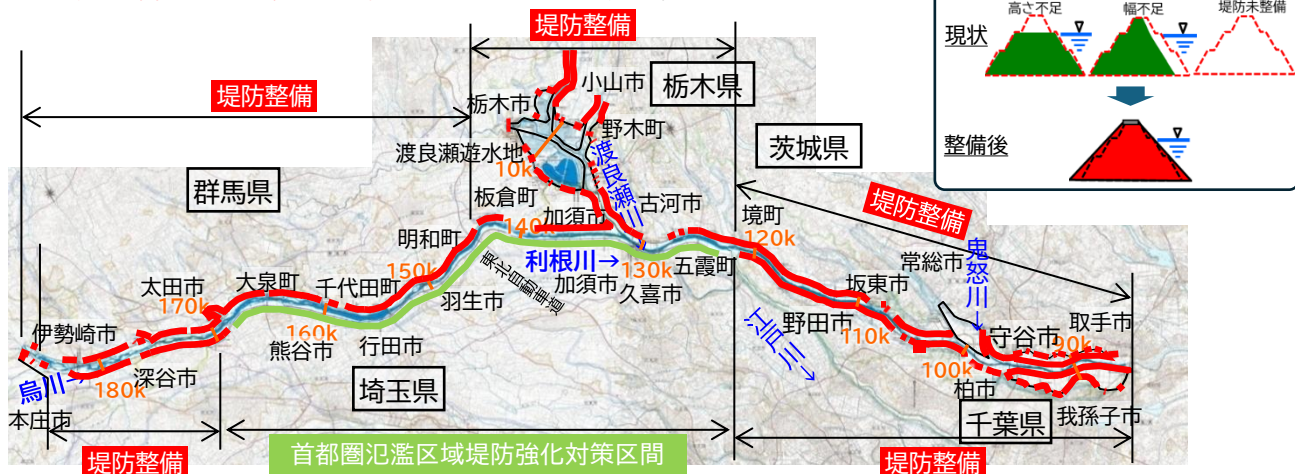 高さ不足
幅不足
堤防未整備
現状
整備後
堤防整備
堤防整備
栃木県
小山市
栃木市
野木町
渡良瀬遊水地
10k
渡良瀬川
茨城県
群馬県
板倉町
140k
加須市
古河市
境町
120k
堤防整備
明和町
150k
利根川→
130k
五霞町
常総市
鬼怒川→
太田市
170k
大泉町
千代田町
羽生市
東北自動車道
加須市
久喜市
坂東市
110k
野田市
江戸川→
守谷市
取手市
90k
伊勢崎市
160k
熊谷市
行田市
100k
柏市
烏川→
180k
深谷市
埼玉県
本庄市
千葉県
我孫子市
堤防整備
首都圏氾濫区域堤防強化対策区間
堤防整備